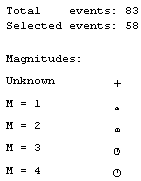 Total events: 83
Selected events: 58
Magnitudes:
Unknown +
M = 1
M = 2
M = 3
M = 4